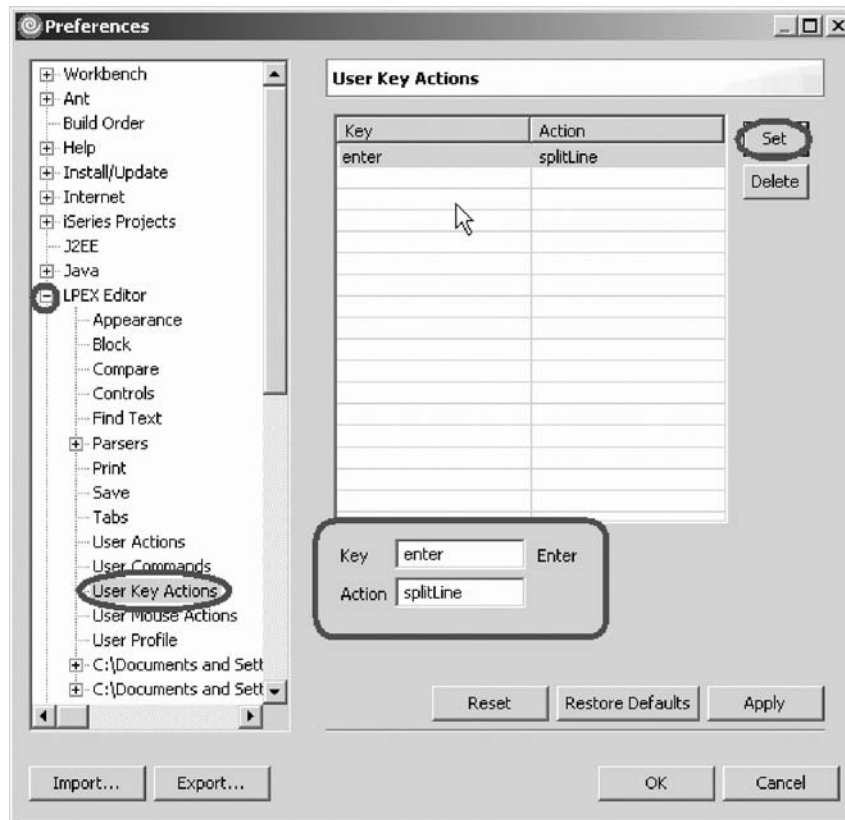 Preferences
Workbench
Ant
Build Order
Help
Install/Update
Internet
iSeries Projects
J2EE
Java
LPEX Editor
Appearance
Block
Compare
Controls
Find Text
Parsers
Print
Save
Tabs
User Actions
User Commands
User Key Actions
User Mouse Actions
User Profile
C:\Documents and Sett
C:\Documents and Sett
User Key Actions
Key Action
enter splitLine
Set
Delete
Key enter Enter
Action splitLine
Reset Restore Defaults Apply
Import... Export... OK Cancel